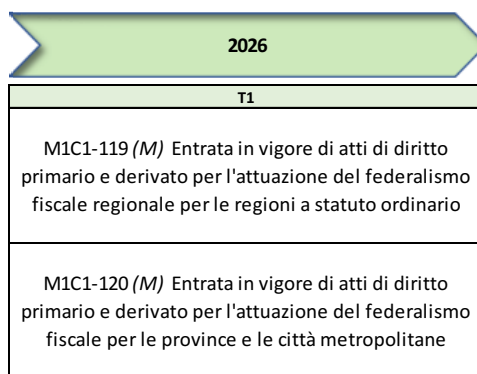 2026
T1
M1C1-119 (M) Entrata in vigore di atti di diritto
primario e derivato per l'attuazione del federalismo
fiscale regionale per le regioni a statuto ordinario
M1C1-120 (M) Entrata in vigore di atti di diritto
primario e derivato per l'attuazione del federalismo
fiscale per le province e le città metropolitane